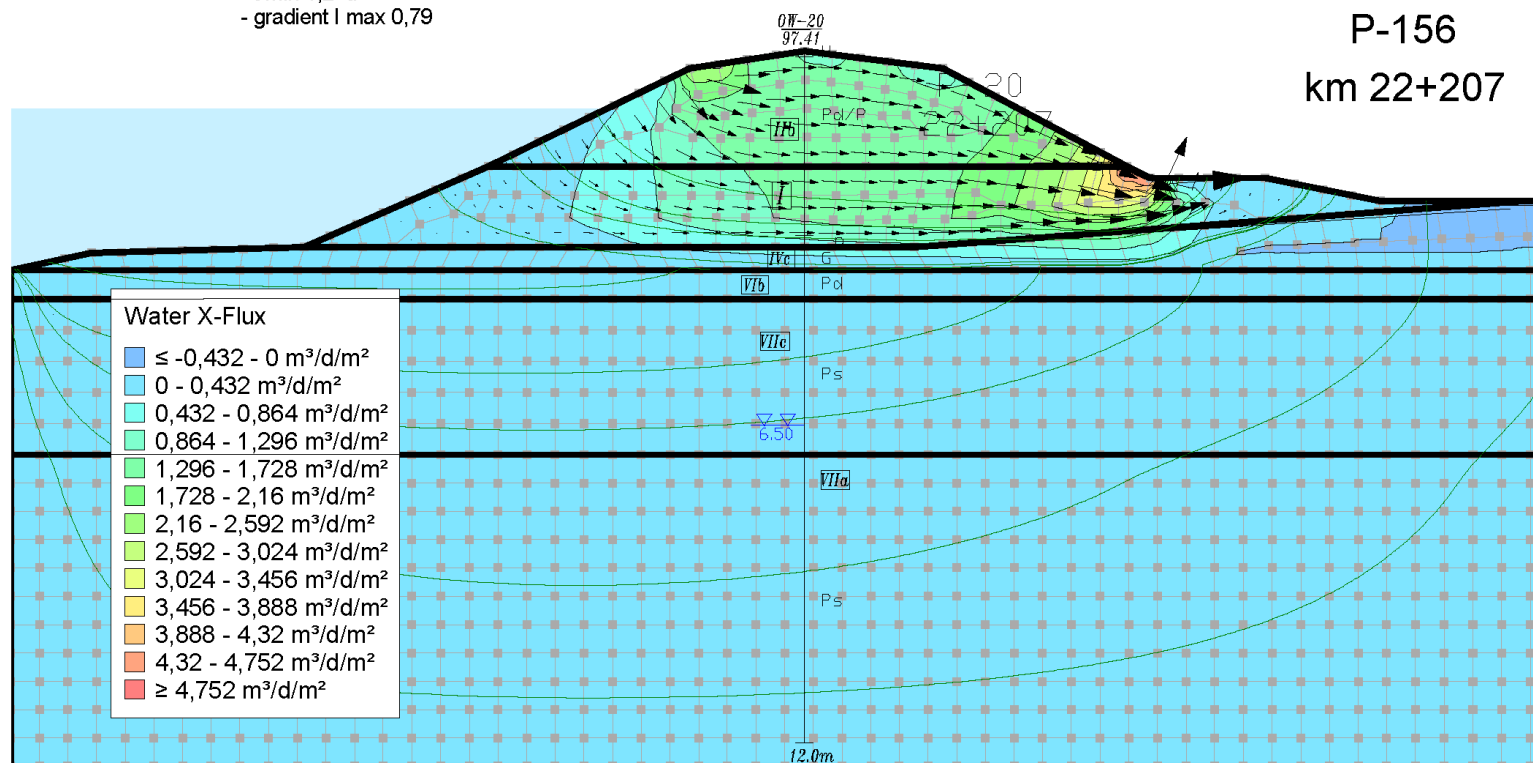 - gradient I max 0,79
P-156
km 22+207
OW-20
97.41
Pd/P
IIb
I
IVc
G
VIb
Pd
VIIc
Ps
6.50
VIIa
Ps
12.0m
Water X-Flux
≤ -0,432 - 0 m³/d/m²
0 - 0,432 m³/d/m²
0,432 - 0,864 m³/d/m²
0,864 - 1,296 m³/d/m²
1,296 - 1,728 m³/d/m²
1,728 - 2,16 m³/d/m²
2,16 - 2,592 m³/d/m²
2,592 - 3,024 m³/d/m²
3,024 - 3,456 m³/d/m²
3,456 - 3,888 m³/d/m²
3,888 - 4,32 m³/d/m²
4,32 - 4,752 m³/d/m²
≥ 4,752 m³/d/m²